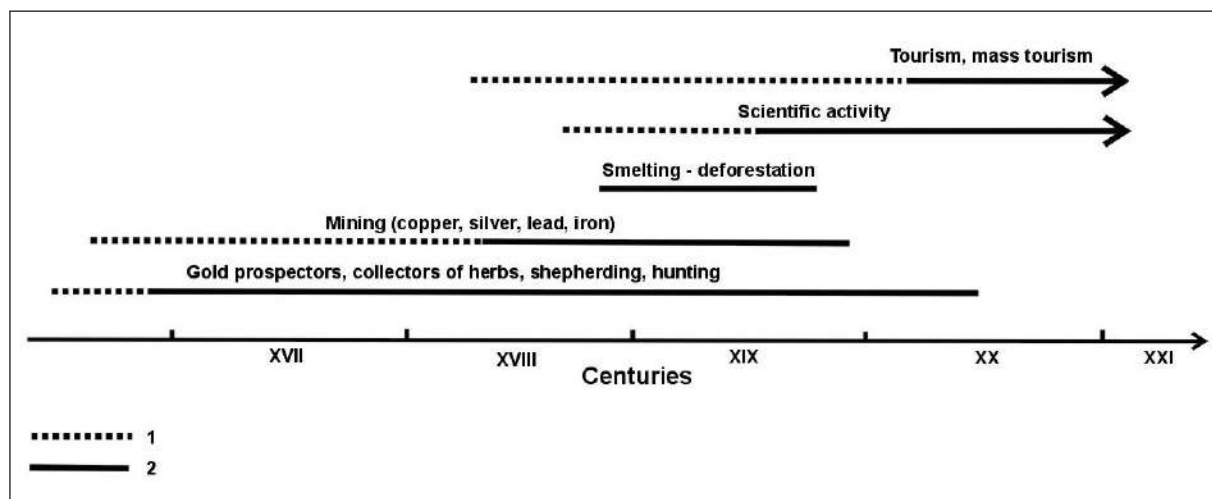 Tourism, mass tourism
Scientific activity
Smelting - deforestation
Mining (copper, silver, lead, iron)
Gold prospectors, collectors of herbs, shepherding, hunting
XVII XVIII XIX XX XXI
Centuries
1
2